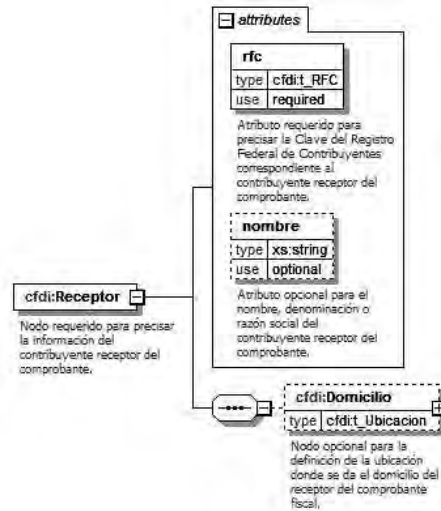 attributes
rfc
type cfdi:t_RFC
use required
Atributo requerido para
precisar la Clave del Registro
Federal de Contribuyentes
correspondiente al
contribuyente receptor del
comprobante.
nombre
type xs:string
use optional
Atributo opcional para el
nombre, denominación o
razón social del
contribuyente receptor del
comprobante.
cfdi:Receptor
Nodo requerido para precisar
la información del
contribuyente receptor del
comprobante.
cfdi:Domicilio
type cfdi:t_Ubicacion
Nodo opcional para la
definición de la ubicación
donde se da el domicilio del
receptor del comprobante
fiscal.